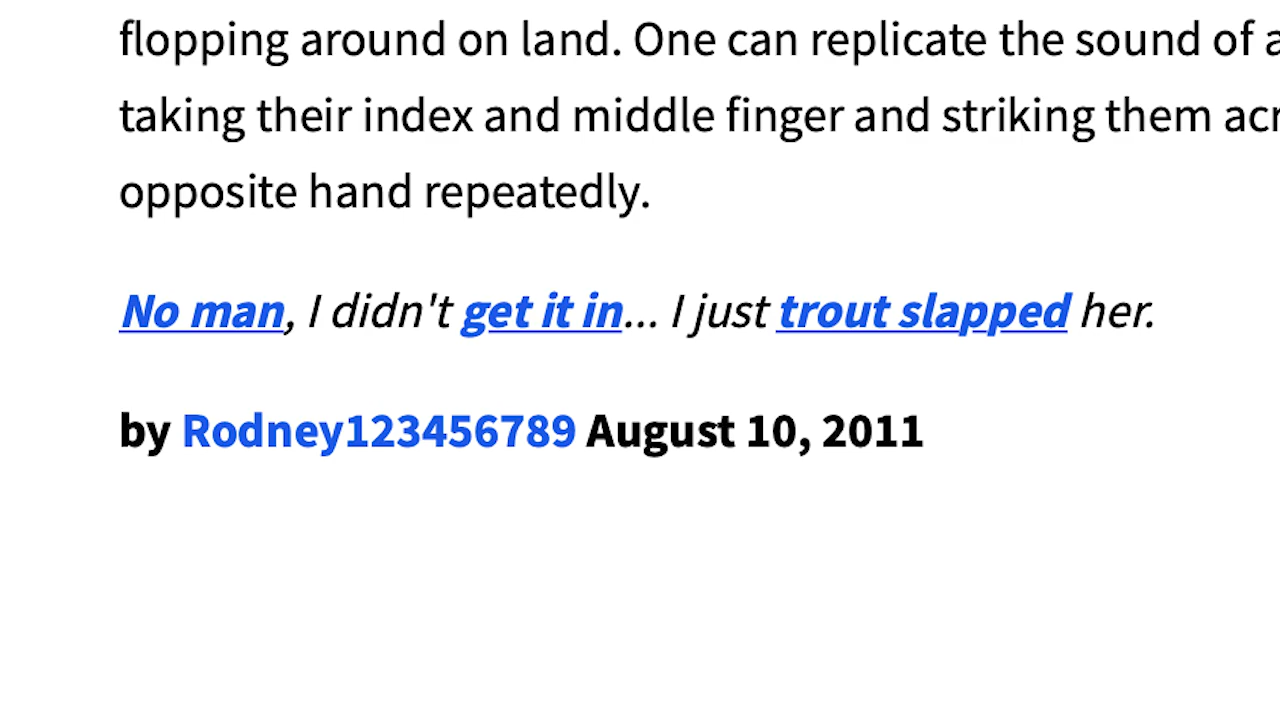 flopping around on land. One can replicate the sound of a
taking their index and middle finger and striking them acr
opposite hand repeatedly.
No man, I didn't get it in... I just trout slapped her.
by Rodney123456789 August 10, 2011